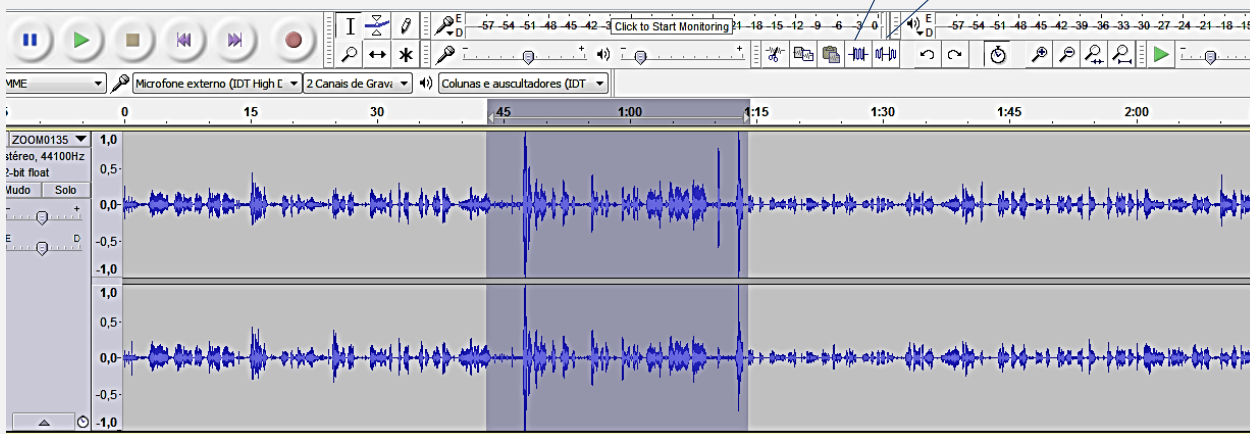 E
D
-57 -54 -51 -48 -45 -42 -3 Click to Start Monitoring 21 -18 -15 -12 -9 -6 -3 0
E
D
-57 -54 -51 -48 -45 -42 -39 -36 -33 -30 -27 -24 -21 -18
- + - + -
MME Microfone externo (IDT High D 2 Canais de Grava Colunas e auscultadores (IDT
0 15 30 45 1:00 1:15 1:30 1:45 2:00
ZOOM0135 1,0
stéreo, 44100Hz
2-bit float 0,5-
Mudo Solo
- + 0,0-
E D -0,5-
-1,0
1,0
0,5-
0,0-
-0,5-
-1,0